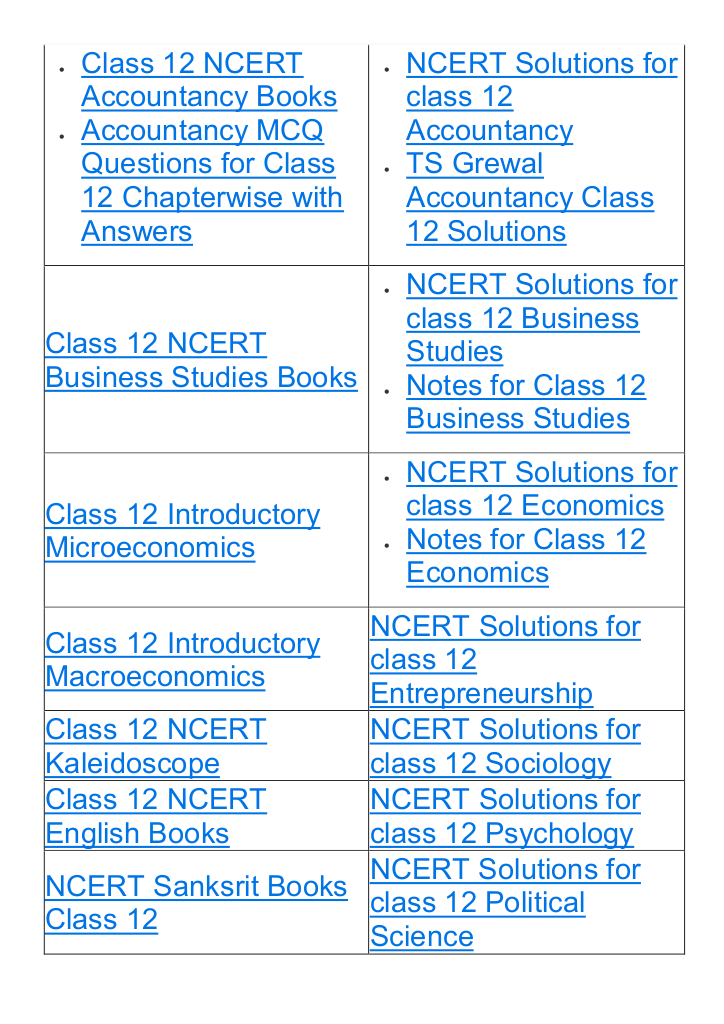 Class 12 NCERT
Accountancy Books
Accountancy MCQ
Questions for Class
12 Chapterwise with
Answers
NCERT Solutions for
class 12
Accountancy
TS Grewal
Accountancy Class
12 Solutions
Class 12 NCERT
Business Studies Books
NCERT Solutions for
class 12 Business
Studies
Notes for Class 12
Business Studies
Class 12 Introductory
Microeconomics
NCERT Solutions for
class 12 Economics
Notes for Class 12
Economics
Class 12 Introductory
Macroeconomics
NCERT Solutions for
class 12
Entrepreneurship
Class 12 NCERT
Kaleidoscope
NCERT Solutions for
class 12 Sociology
Class 12 NCERT
English Books
NCERT Solutions for
class 12 Psychology
NCERT Sanksrit Books
Class 12
NCERT Solutions for
class 12 Political
Science